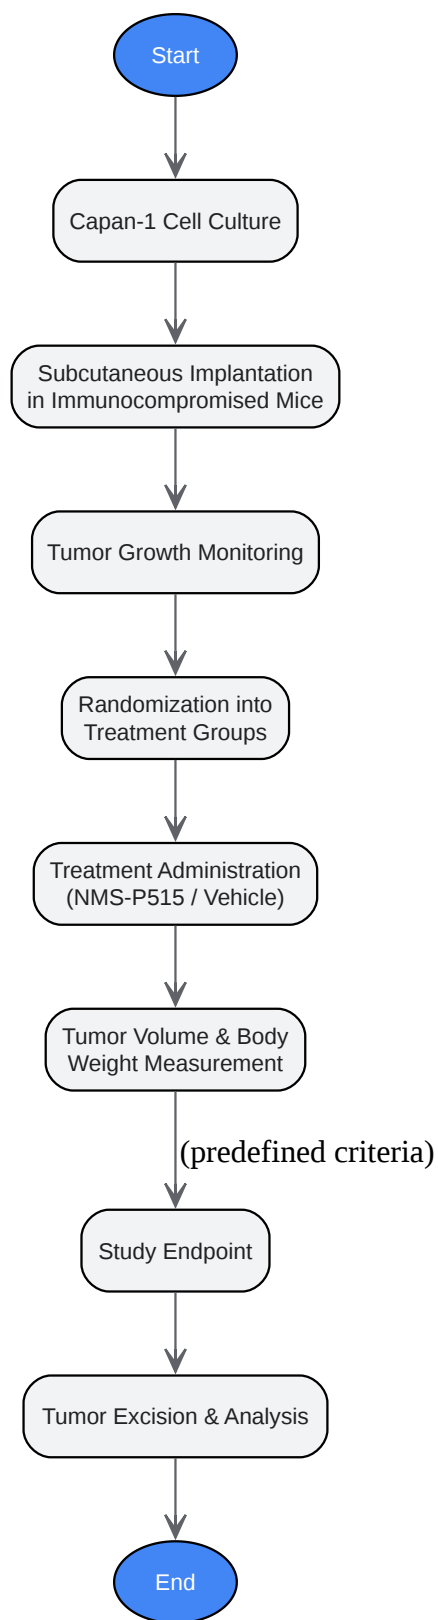 Start
Capan-1 Cell Culture
Subcutaneous Implantation
in Immunocompromised Mice
Tumor Growth Monitoring
Randomization into
Treatment Groups
Treatment Administration
(NMS-P515 / Vehicle)
Tumor Volume & Body
Weight Measurement
(predefined criteria)
Study Endpoint
Tumor Excision & Analysis
End